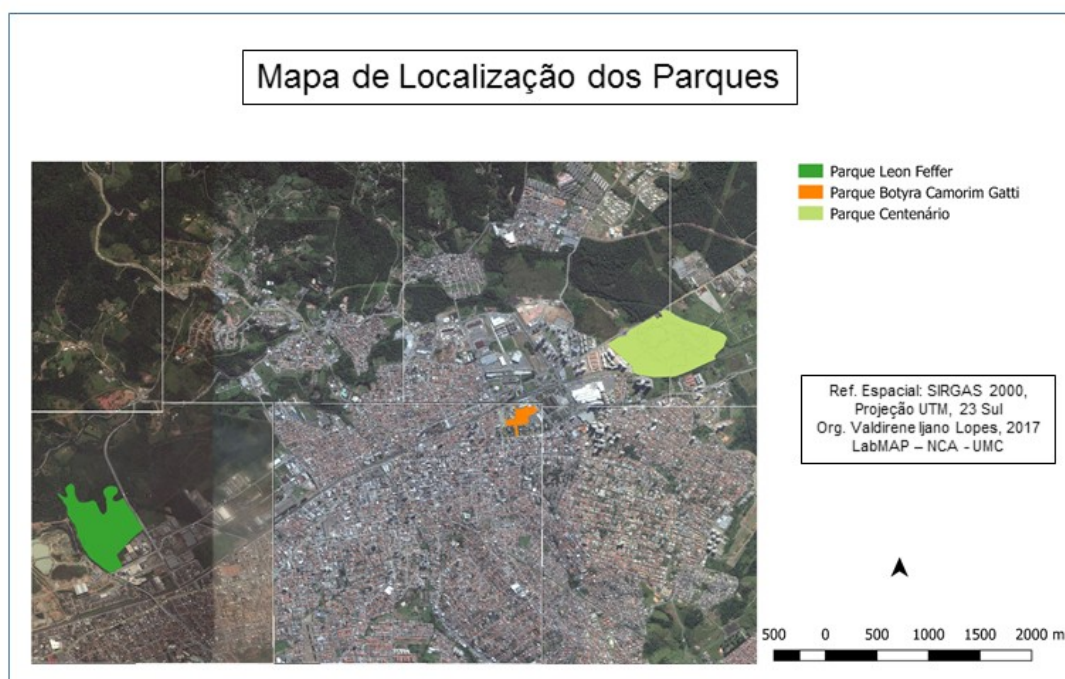 Mapa de Localização dos Parques
Parque Leon Feffer
Parque Botyra Camorim Gatti
Parque Centenário
Ref. Espacial: SIRGAS 2000,
Projeção UTM, 23 Sul
Org. Valdirene Ijano Lopes, 2017
LabMAP – NCA - UMC
500 0 500 1000 1500 2000 m